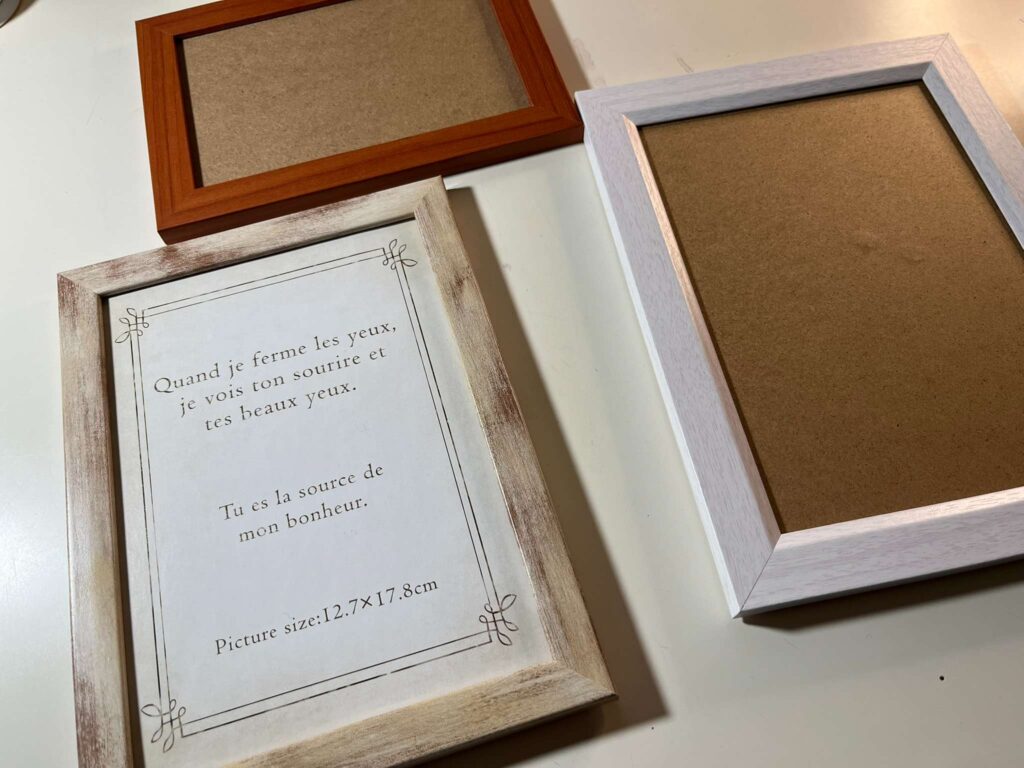 Quand je ferme les yeux,
je vois ton sourire et
tes beaux yeux.
Tu es la source de
mon bonheur.
Picture size:12.7×17.8cm